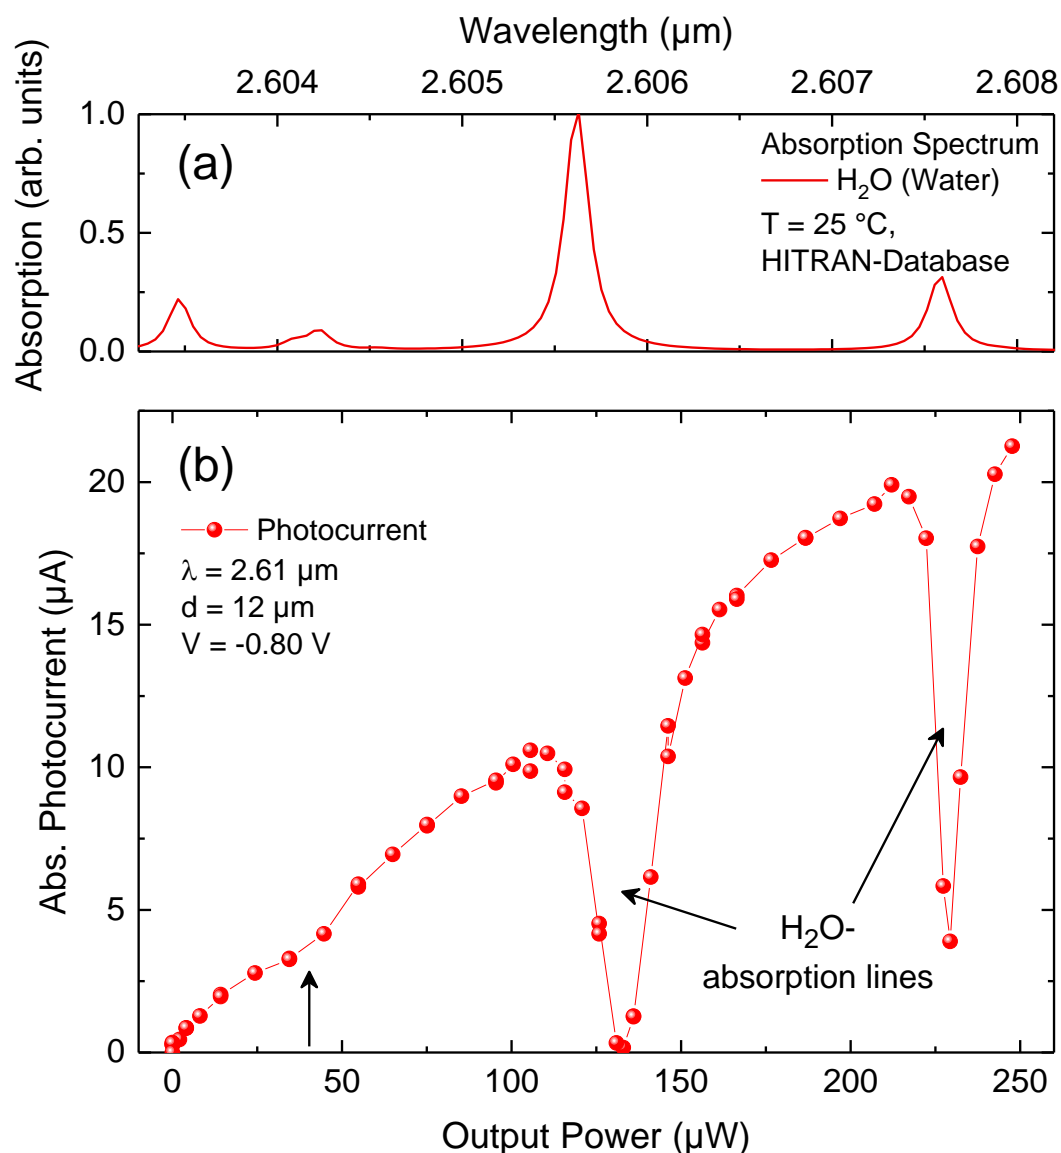 Wavelength (µm)
2.604 2.605 2.606 2.607 2.608
Absorption (arb. units)
1.0
0.5
0.0
(a)
Absorption Spectrum
H₂O (Water)
T = 25 °C,
HITRAN-Database
(b)
Photocurrent
λ = 2.61 µm
d = 12 µm
V = -0.80 V
Abs. Photocurrent (µA)
20
15
10
5
0
H₂O-
absorption lines
0 50 100 150 200 250
Output Power (µW)